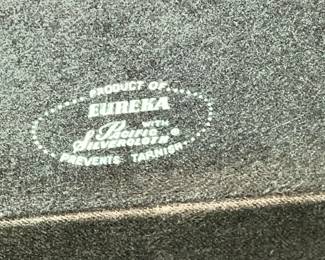 PRODUCT OF
EUREKA
WITH
Pacific
SILVERCLOTH®
PREVENTS TARNISH